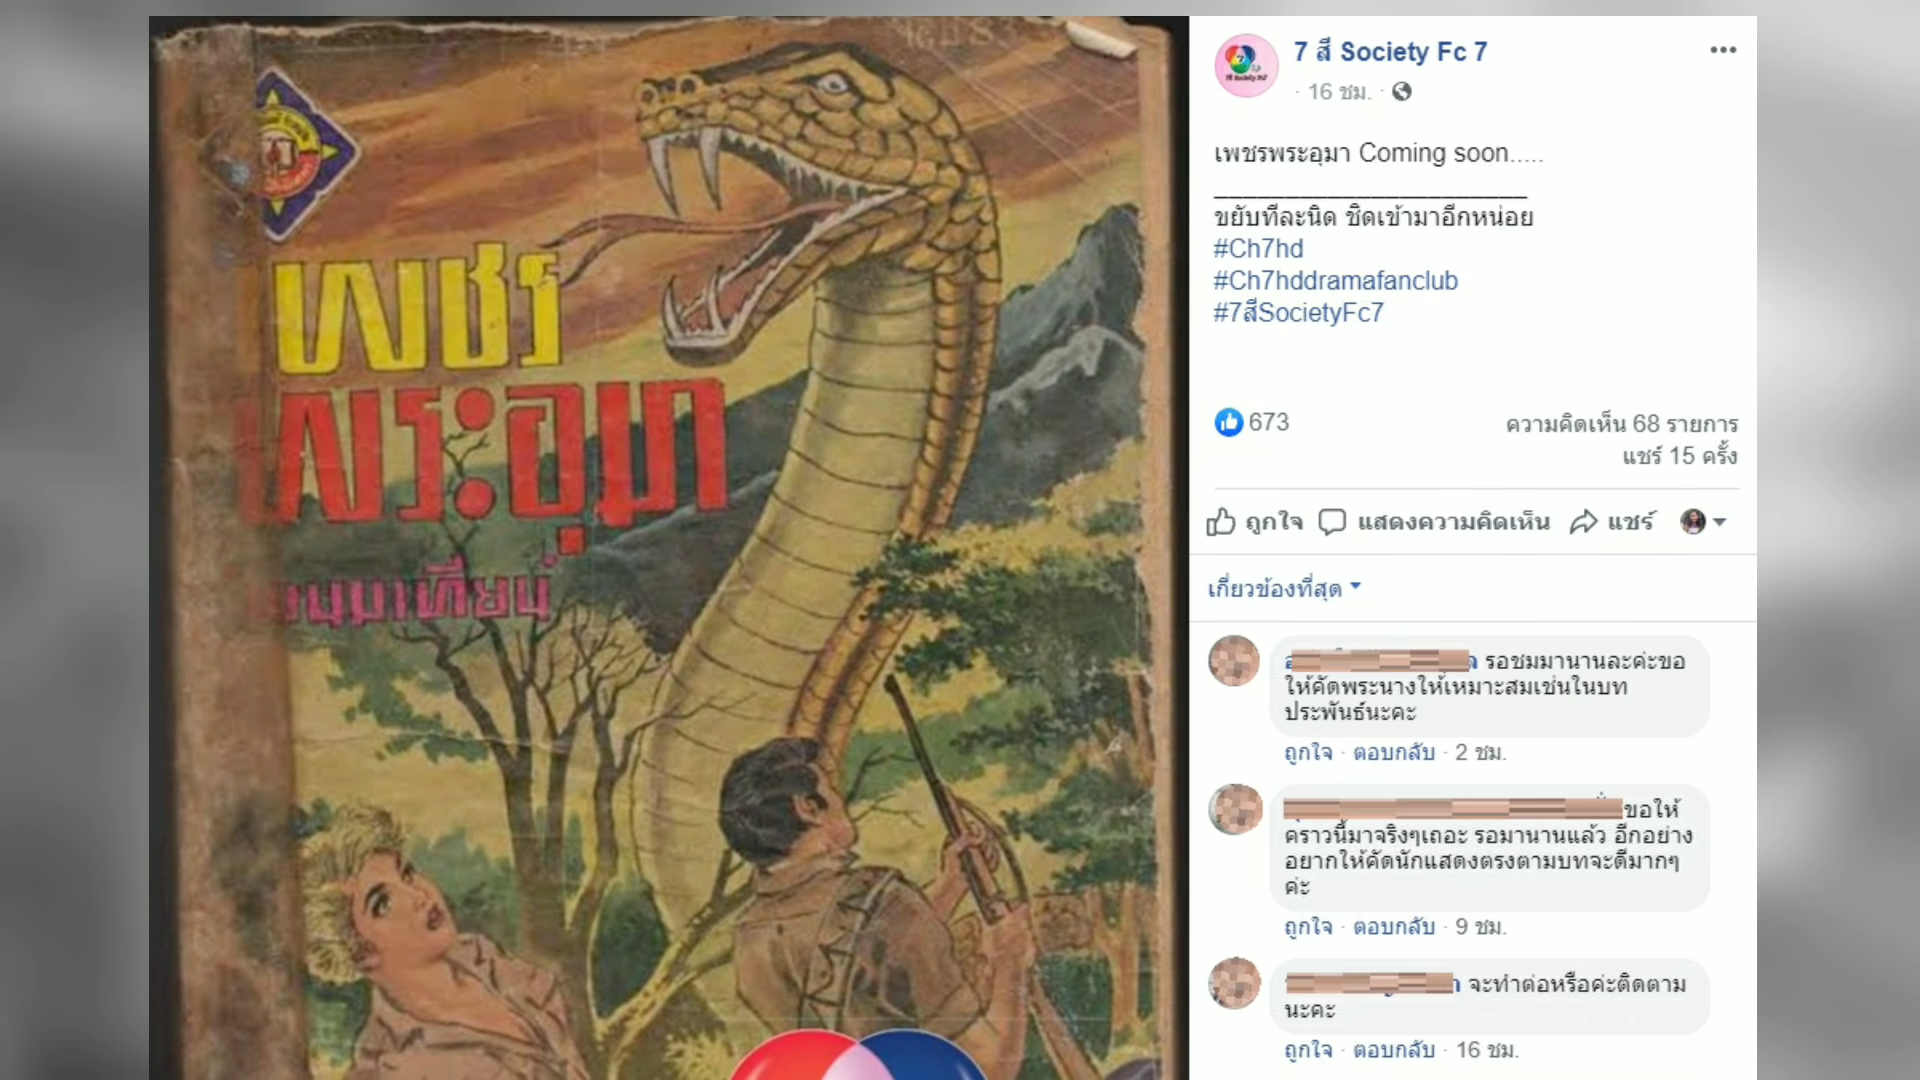 เพชร
พระอุมา
พนมเทียน
7 สี Society Fc 7
· 16 ชม. ·
เพชรพระอุมา Coming soon.....
ขยับทีละนิด ชิดเข้ามาอีกหน่อย
#Ch7hd
#Ch7hddramafanclub
#7สีSocietyFc7
673
ความคิดเห็น 68 รายการ
แชร์ 15 ครั้ง
ถูกใจ แสดงความคิดเห็น แชร์
เกี่ยวข้องที่สุด
รอชมมานานละค่ะขอ
ให้คัดพระนางให้เหมาะสมเช่นในบท
ประพันธ์นะคะ
ถูกใจ · ตอบกลับ · 2 ชม.
ขอให้
คราวนี้มาจริงๆเถอะ รอมานานแล้ว อีกอย่าง
อยากให้คัดนักแสดงตรงตามบทจะดีมากๆ
ค่ะ
ถูกใจ · ตอบกลับ · 9 ชม.
จะทำต่อหรือค่ะติดตาม
นะคะ
ถูกใจ · ตอบกลับ · 16 ชม.